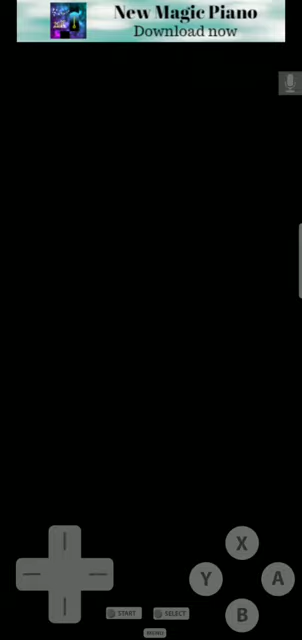 New Magic Piano
Download now
X
Y
A
START
SELECT
B
MENU